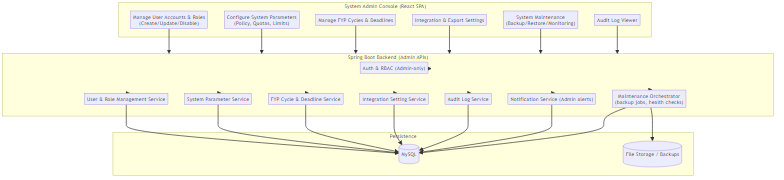 System Admin Console (React SPA)
Manage User Accounts & Roles
(Create/Update/Disable)
Configure System Parameters
(Policy, Quotas, Limits)
Manage FYP Cycles & Deadlines
Integration & Export Settings
System Maintenance
(Backup/Restore/Monitoring)
Audit Log Viewer
Spring Boot Backend (Admin APIs)
Auth & RBAC (Admin-only)
User & Role Management Service
System Parameter Service
FYP Cycle & Deadline Service
Integration Setting Service
Audit Log Service
Notification Service (Admin alerts)
Maintenance Orchestrator
(backup jobs, health checks)
Persistence
MySQL
File Storage / Backups